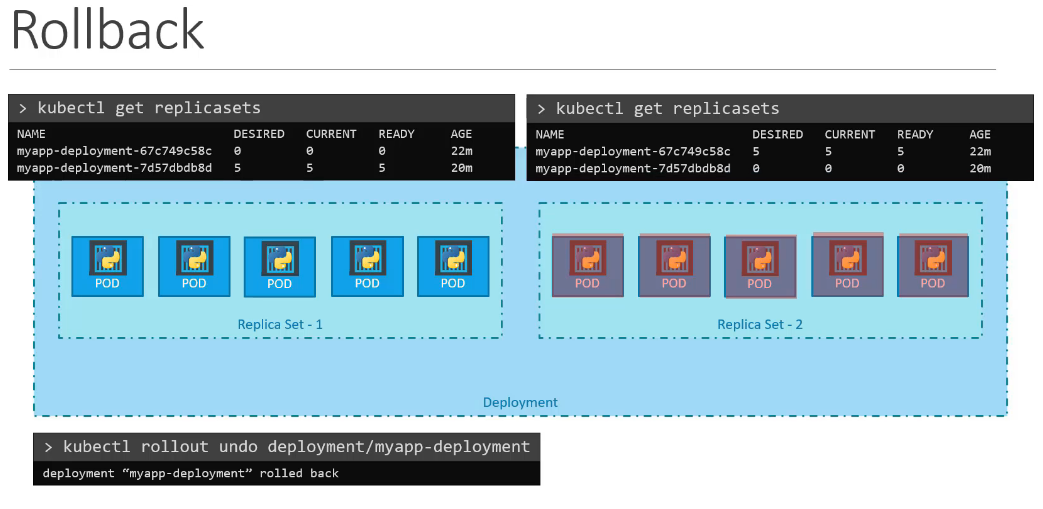 Rollback
> kubectl get replicasets
NAME DESIRED CURRENT READY AGE
myapp-deployment-67c749c58c 0 0 0 22m
myapp-deployment-7d57dbdb8d 5 5 5 20m
> kubectl get replicasets
NAME DESIRED CURRENT READY AGE
myapp-deployment-67c749c58c 5 5 5 22m
myapp-deployment-7d57dbdb8d 0 0 0 20m
POD POD POD POD POD
Replica Set - 1
POD POD POD POD POD
Replica Set - 2
Deployment
> kubectl rollout undo deployment/myapp-deployment
deployment “myapp-deployment” rolled back